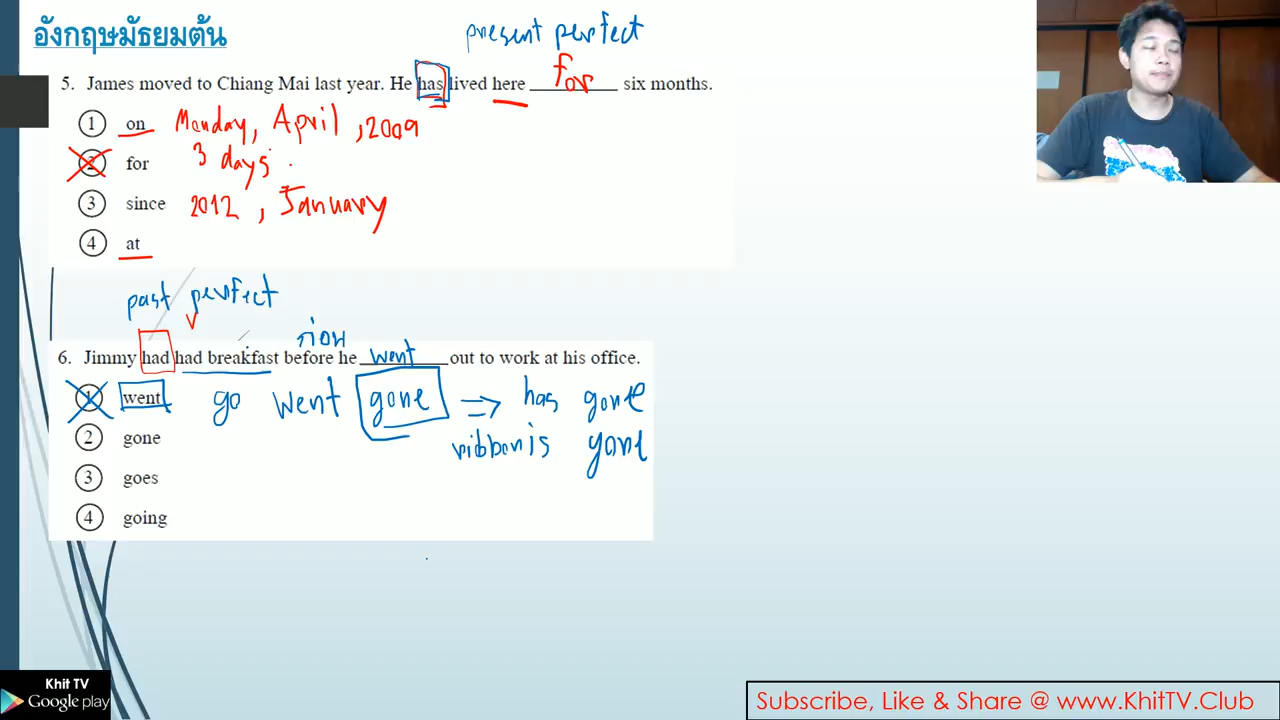 อังกฤษมัธยมต้น
present perfect
5. James moved to Chiang Mai last year. He has lived here for six months.
1 on Monday, April, 2009
2 for 3 days
3 since 2012, January
4 at
past perfect
ก่อน
6. Jimmy had had breakfast before he went out to work at his office.
1 went go went gone ⇒ has gone
2 gone ribbon is gone
3 goes
4 going
Khit TV
Google play
Subscribe, Like & Share @ www.KhitTV.Club